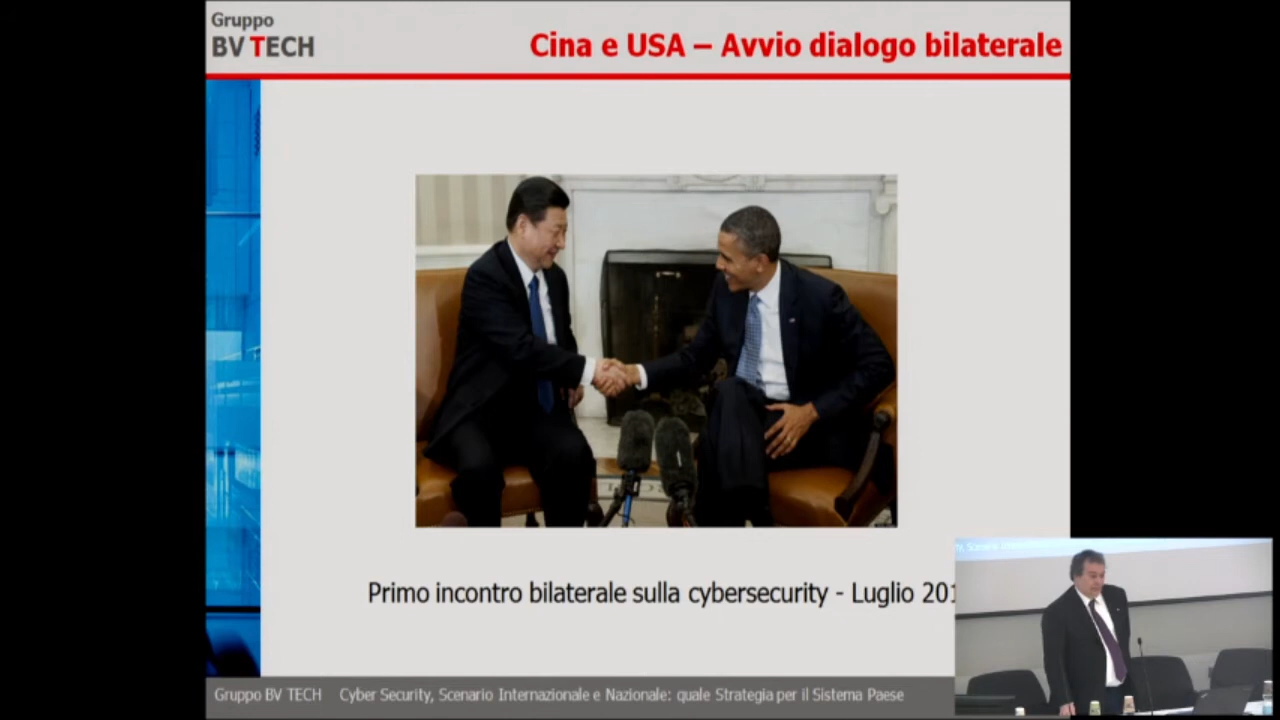 Gruppo
BV TECH
Cina e USA – Avvio dialogo bilaterale
Primo incontro bilaterale sulla cybersecurity - Luglio
Gruppo BV TECH Cyber Security, Scenario Internazionale e Nazionale: quale Strategia per il Sistema Paese